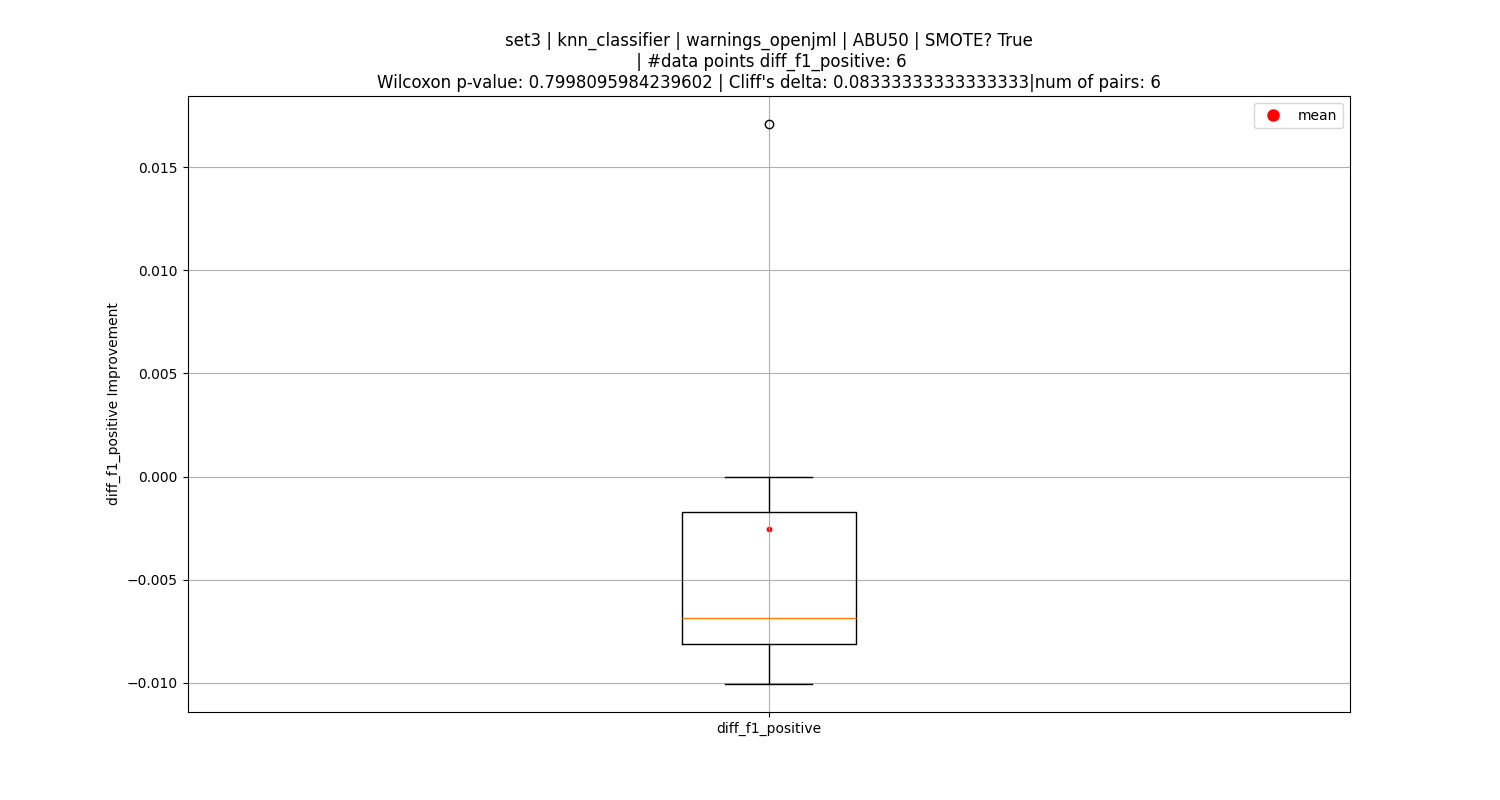 set3 | knn_classifier | warnings_openjml | ABU50 | SMOTE? True
| #data points diff_f1_positive: 6
Wilcoxon p-value: 0.7998095984239602 | Cliff's delta: 0.08333333333333333|num of pairs: 6
mean
0.015
0.010
0.005
0.000
−0.005
−0.010
diff_f1_positive Improvement
diff_f1_positive